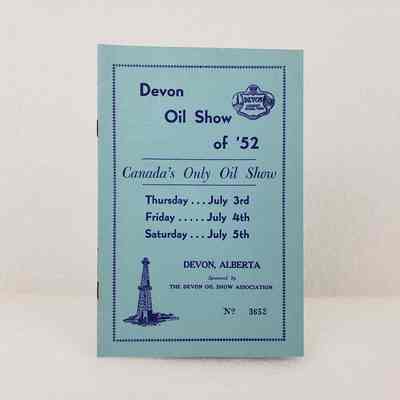 Devon
DEVON
Oil Show
of '52
Canada's Only Oil Show
Thursday . . . July 3rd
Friday . . . . . July 4th
Saturday . . . July 5th
DEVON, ALBERTA
Sponsored by
THE DEVON OIL SHOW ASSOCIATION
Nº 3652